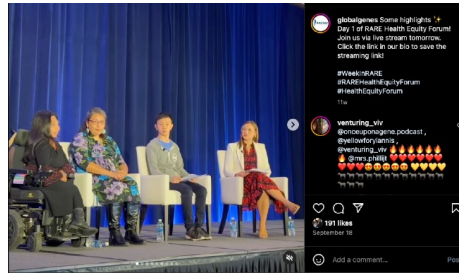 globalgenes Some highlights ✨
Day 1 of RARE Health Equity Forum!
Join us via live stream tomorrow.
Click the link in our bio to save the
streaming link!
#WeekInRARE
#RAREHealthEquityForum
#HealthEquityForum
11w
venturing_viv
@onceuponagene.podcast ,
@yellowforyiannis ,
@venturing_viv 🔥🔥🔥🔥🔥
🔥 @mrs.phillijt
191 likes
September 18
Add a comment...
Pos